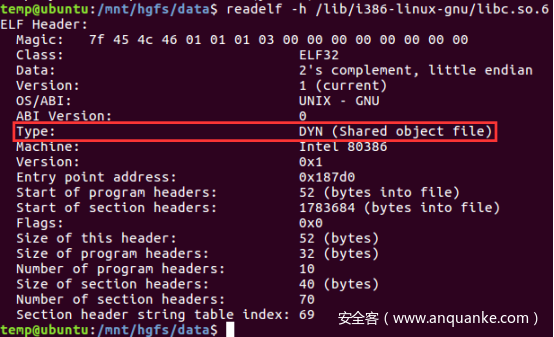 temp@ubuntu:/mnt/hgfs/data$ readelf -h /lib/i386-linux-gnu/libc.so.6
ELF Header:
  Magic:   7f 45 4c 46 01 01 01 03 00 00 00 00 00 00 00 00
  Class:                             ELF32
  Data:                              2's complement, little endian
  Version:                           1 (current)
  OS/ABI:                            UNIX - GNU
  ABI Version:                       0
  Type:                              DYN (Shared object file)
  Machine:                           Intel 80386
  Version:                           0x1
  Entry point address:               0x187d0
  Start of program headers:          52 (bytes into file)
  Start of section headers:          1783684 (bytes into file)
  Flags:                             0x0
  Size of this header:               52 (bytes)
  Size of program headers:           32 (bytes)
  Number of program headers:         10
  Size of section headers:           40 (bytes)
  Number of section headers:         70
  Section header string table index: 69
temp@ubuntu:/mnt/hgfs/data$
安全客（www.anquanke.com）